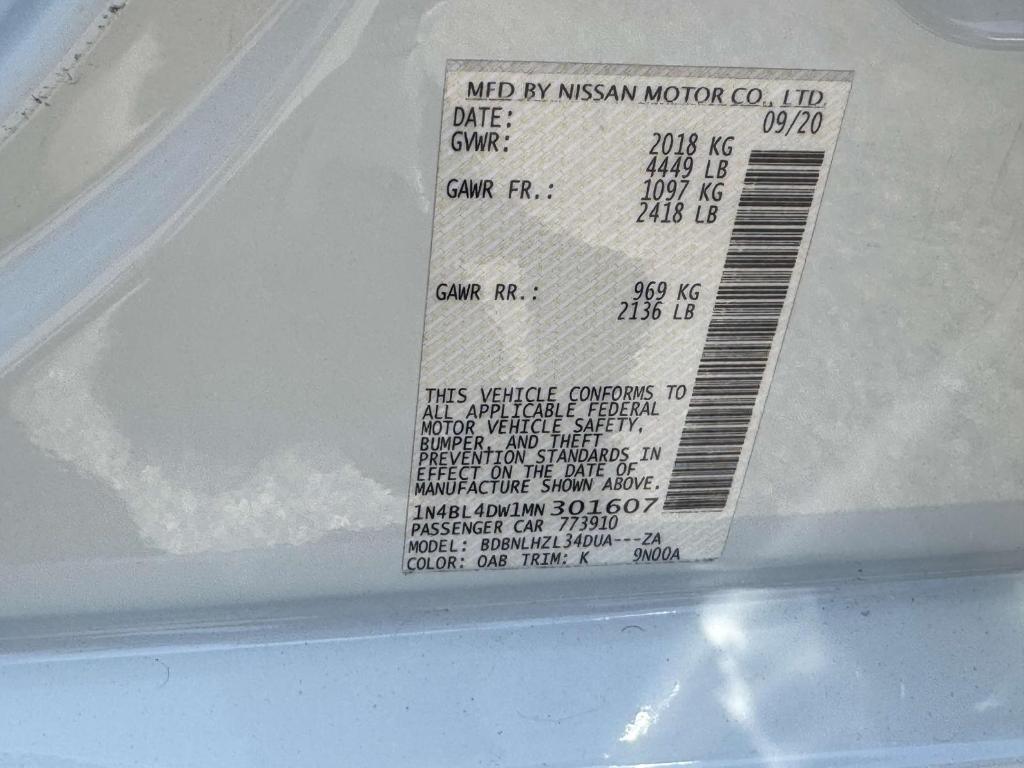 MFD BY NISSAN MOTOR CO., LTD.
DATE: 09/20
GVWR: 2018 KG
4449 LB
GAWR FR.: 1097 KG
2418 LB
GAWR RR.: 969 KG
2136 LB
THIS VEHICLE CONFORMS TO
ALL APPLICABLE FEDERAL
MOTOR VEHICLE SAFETY,
BUMPER, AND THEFT
PREVENTION STANDARDS IN
EFFECT ON THE DATE OF
MANUFACTURE SHOWN ABOVE.
1N4BL4DW1MN301607
PASSENGER CAR 773910
MODEL: BDBNLHZL34DUA---ZA
COLOR: QAB TRIM: K 9N00A